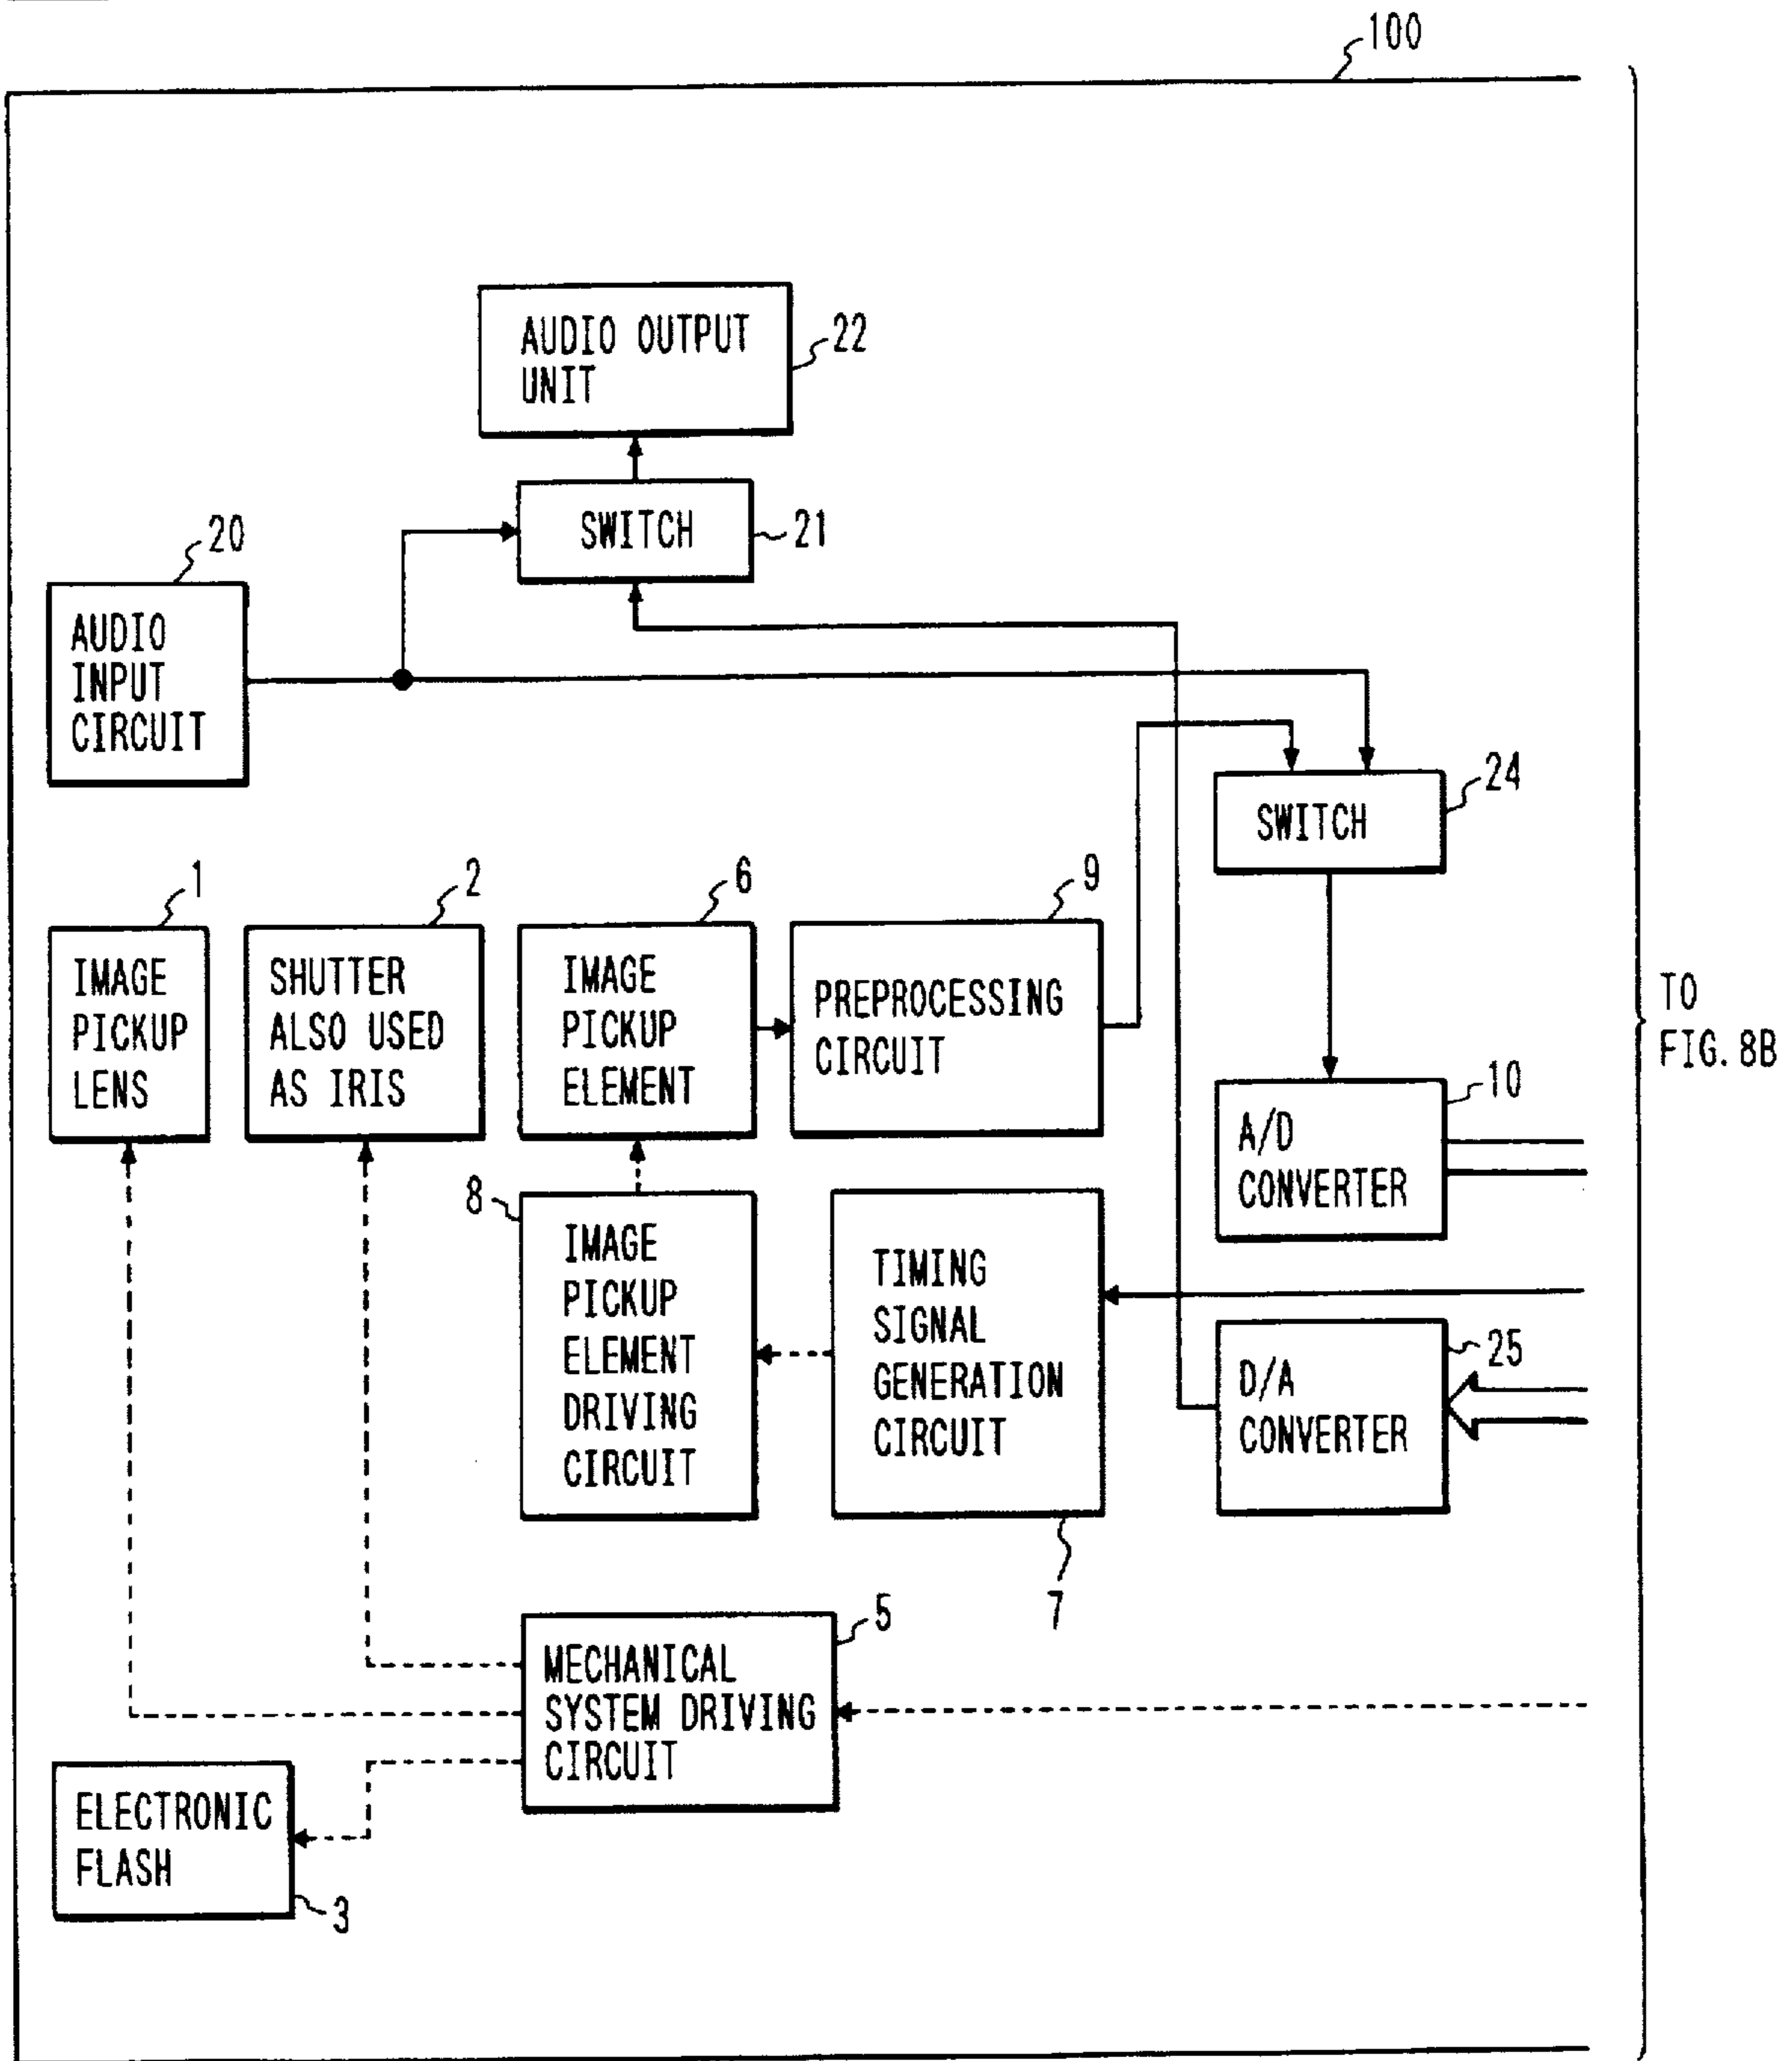 100
AUDIO OUTPUT
UNIT
22
SWITCH
21
20
AUDIO
INPUT
CIRCUIT
24
SWITCH
1
IMAGE
PICKUP
LENS
2
SHUTTER
ALSO USED
AS IRIS
6
IMAGE
PICKUP
ELEMENT
9
PREPROCESSING
CIRCUIT
TO
FIG. 8B
10
A/D
CONVERTER
8
IMAGE
PICKUP
ELEMENT
DRIVING
CIRCUIT
TIMING
SIGNAL
GENERATION
CIRCUIT
7
25
D/A
CONVERTER
5
MECHANICAL
SYSTEM DRIVING
CIRCUIT
ELECTRONIC
FLASH
3